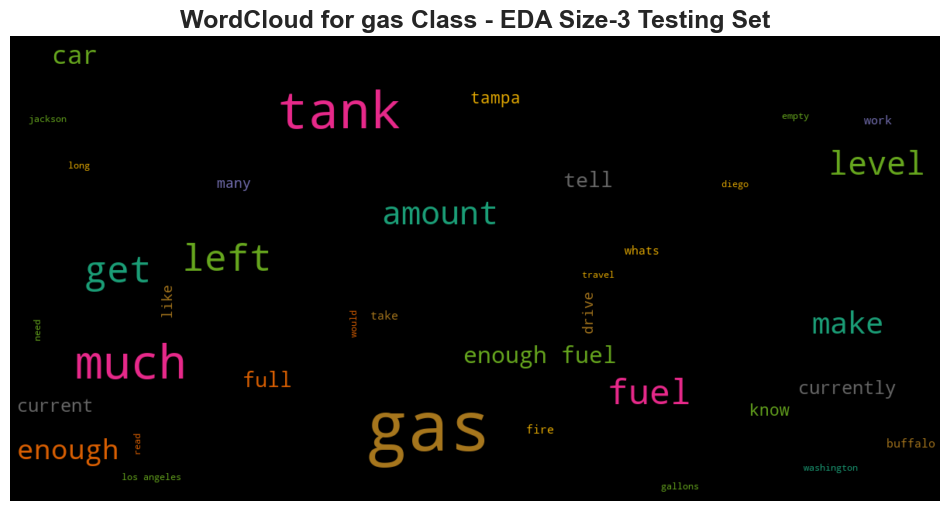 WordCloud for gas Class - EDA Size-3 Testing Set
car
tank
tampa
jackson
empty
work
long
many
tell
diego
level
amount
left
get
whats
travel
like
drive
need
would
take
make
enough fuel
much
full
fuel
currently
current
know
gas
fire
enough
read
buffalo
washington
los angeles
gallons